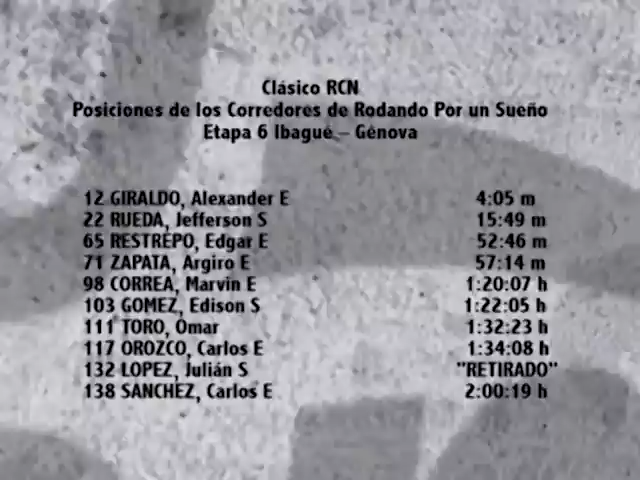 Clásico RCN
Posiciones de los Corredores de Rodando Por un Sueño
Etapa 6 Ibagué – Génova
12 GIRALDO, Alexander E 4:05 m
22 RUEDA, Jefferson S 15:49 m
65 RESTREPO, Edgar E 52:46 m
71 ZAPATA, Argiro E 57:14 m
98 CORREA, Marvin E 1:20:07 h
103 GOMEZ, Edison S 1:22:05 h
111 TORO, Omar 1:32:23 h
117 OROZCO, Carlos E 1:34:08 h
132 LOPEZ, Julián S "RETIRADO"
138 SANCHEZ, Carlos E 2:00:19 h